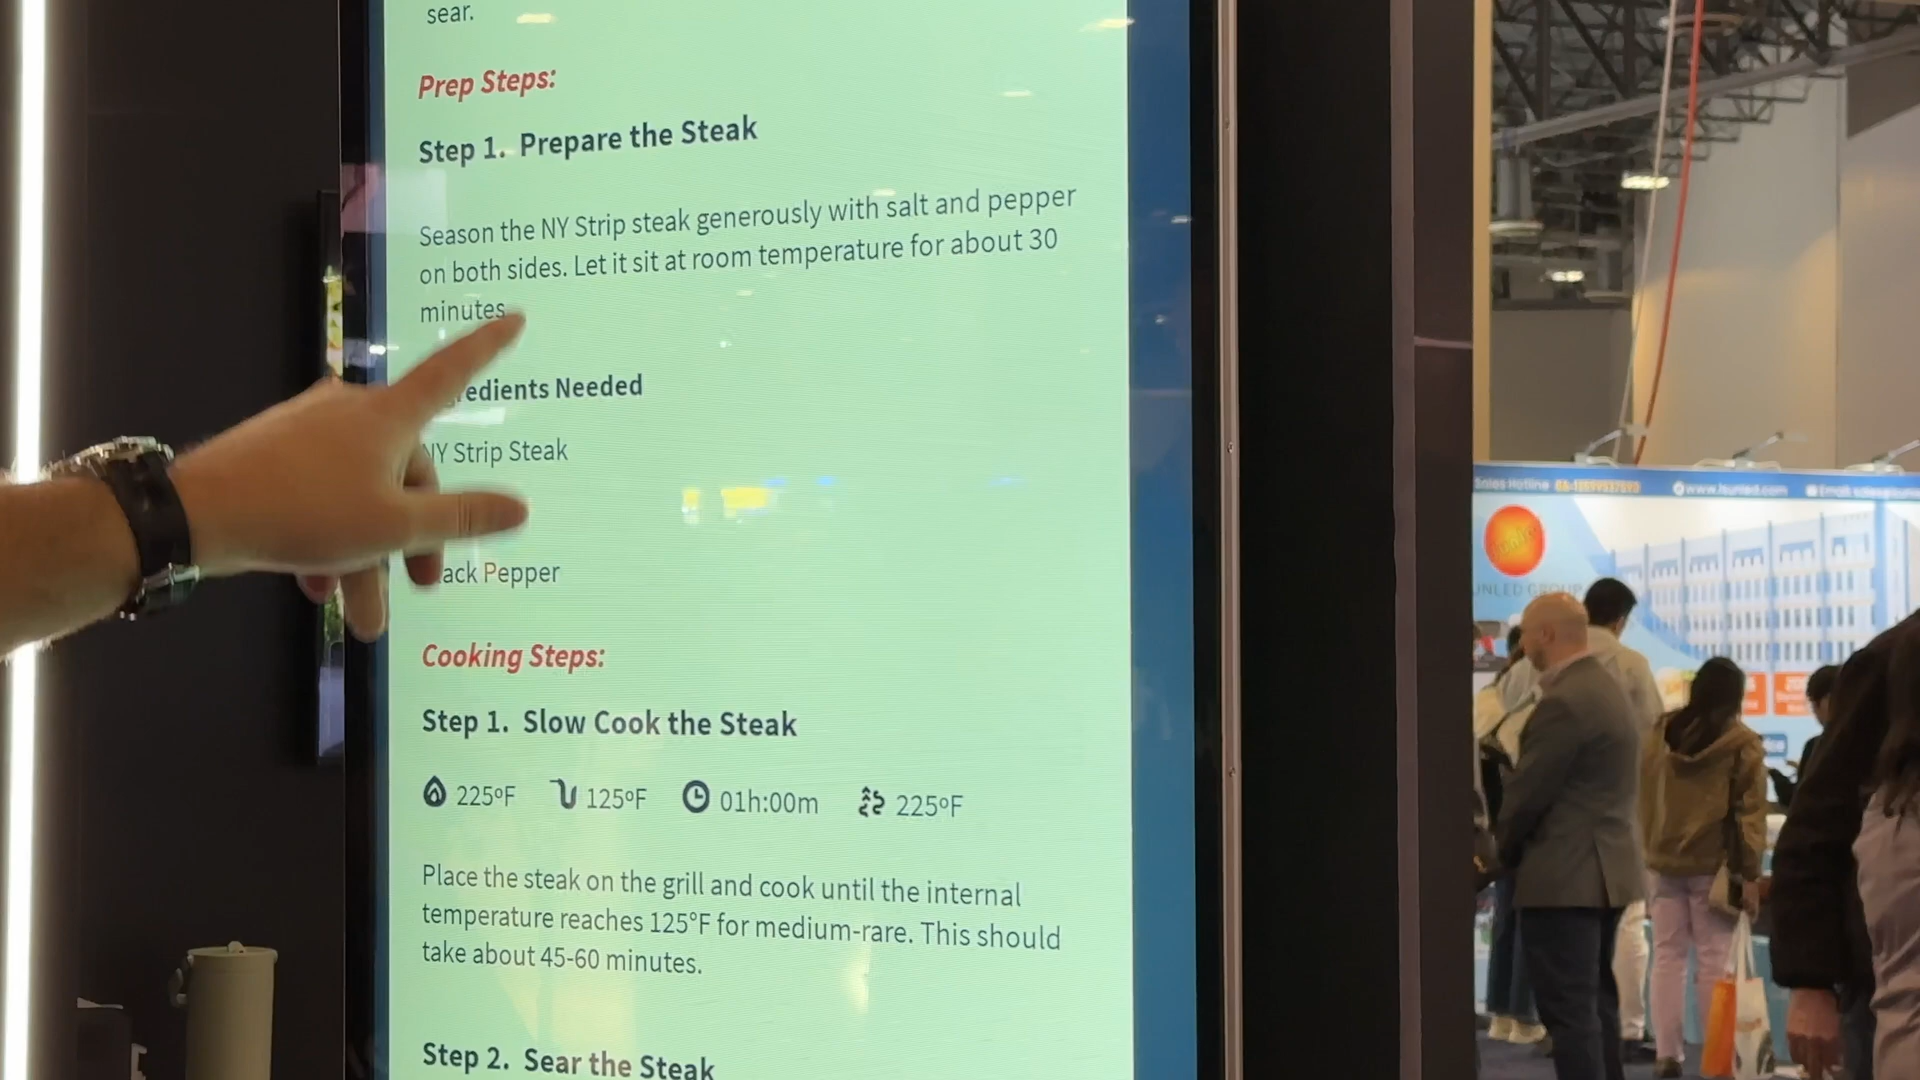 sear.
Prep Steps:
Step 1. Prepare the Steak
Season the NY Strip steak generously with salt and pepper
on both sides. Let it sit at room temperature for about 30
minutes
edients Needed
NY Strip Steak
ack Pepper
Cooking Steps:
Step 1. Slow Cook the Steak
225ºF 125ºF 01h:00m 225ºF
Place the steak on the grill and cook until the internal
temperature reaches 125°F for medium-rare. This should
take about 45-60 minutes.
Step 2. Sear the Steak